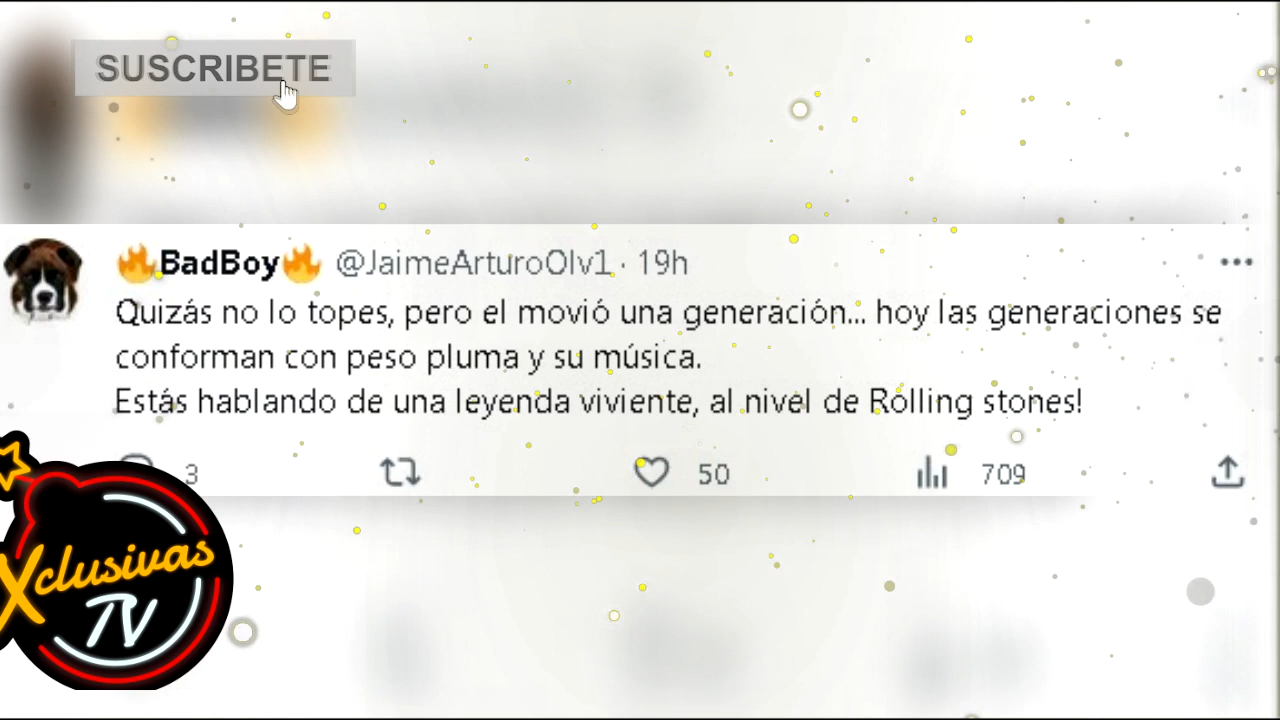 SUSCRIBETE
🔥BadBoy🔥 @JaimeArturoOlv1 · 19h
Quizás no lo topes, pero el movió una generación... hoy las generaciones se
conforman con peso pluma y su música.
Estás hablando de una leyenda viviente, al nivel de Rolling stones!
3 50 709
Xclusivas
TV